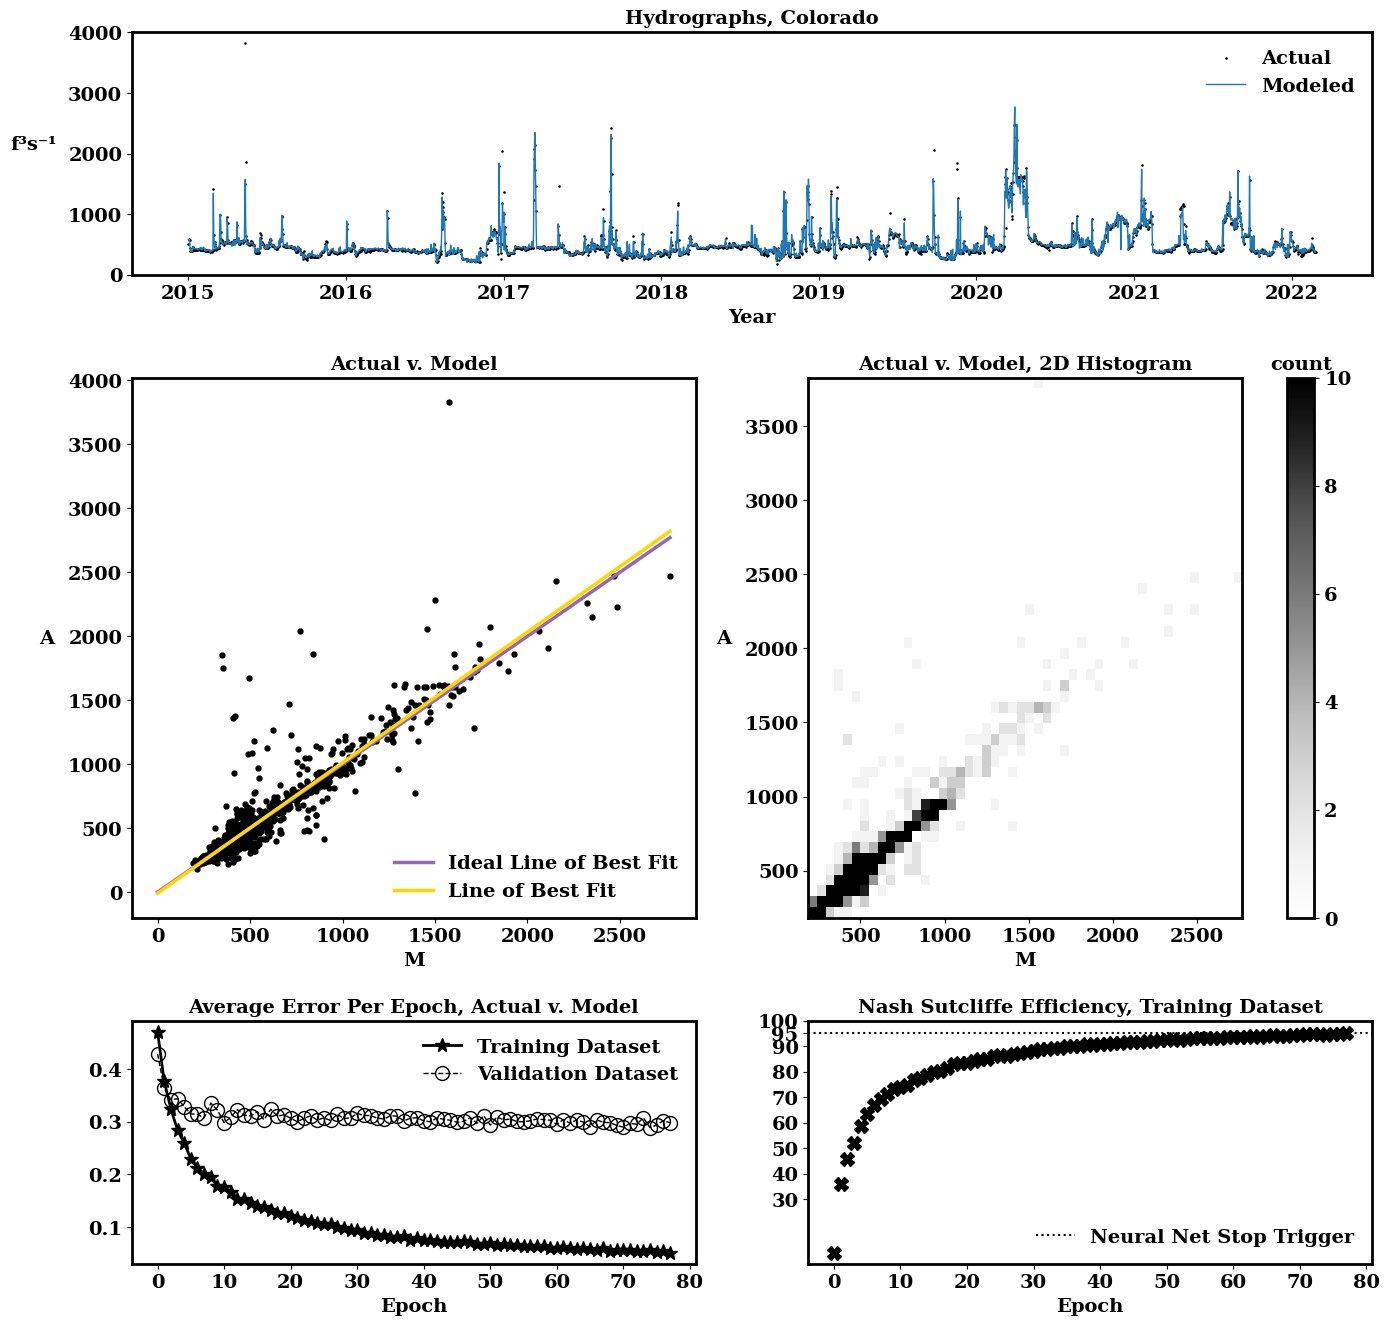 Hydrographs, Colorado
4000
3000
f³s⁻¹
2000
1000
0
Actual
Modeled
2015 2016 2017 2018 2019 2020 2021 2022
Year
Actual v. Model
4000
3500
3000
2500
A
2000
1500
1000
500
0
Ideal Line of Best Fit
Line of Best Fit
0 500 1000 1500 2000 2500
M
Actual v. Model, 2D Histogram
3500
3000
2500
A
2000
1500
1000
500
500 1000 1500 2000 2500
M
count
10
8
6
4
2
0
Average Error Per Epoch, Actual v. Model
0.4
0.3
0.2
0.1
Training Dataset
Validation Dataset
0 10 20 30 40 50 60 70 80
Epoch
Nash Sutcliffe Efficiency, Training Dataset
100
95
90
80
70
60
50
40
30
Neural Net Stop Trigger
0 10 20 30 40 50 60 70 80
Epoch